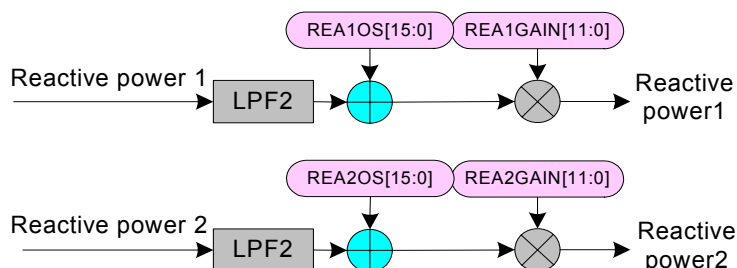 REA1OS[15:0] REA1GAIN[11:0]
Reactive power 1
LPF2
Reactive
power1
REA2OS[15:0] REA2GAIN[11:0]
Reactive power 2
LPF2
Reactive
power2